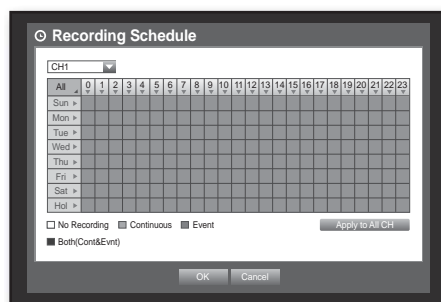 Recording Schedule
CH1
All 0 1 2 3 4 5 6 7 8 9 10 11 12 13 14 15 16 17 18 19 20 21 22 23
Sun
Mon
Tue
Wed
Thu
Fri
Sat
Hol
No Recording Continuous Event Apply to All CH
Both(Cont&Evnt)
OK Cancel